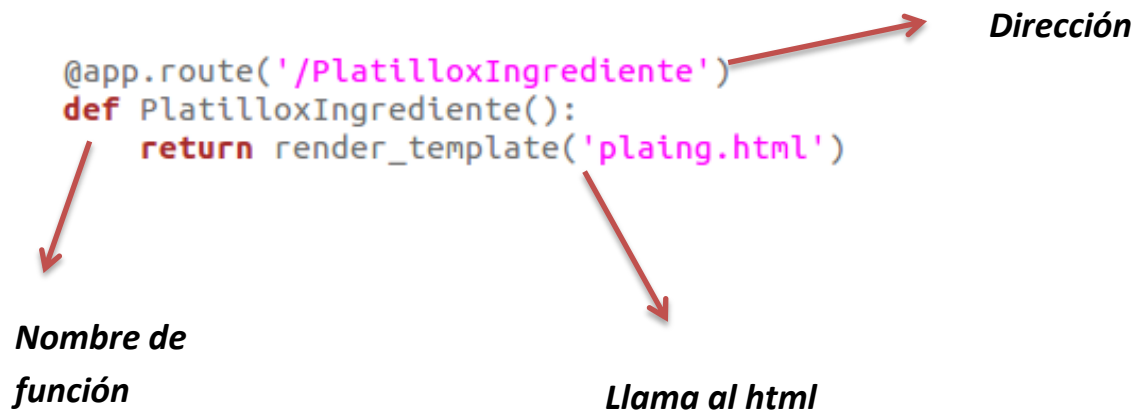 Dirección
@app.route('/PlatilloxIngrediente')
def PlatilloxIngrediente():
    return render_template('plaing.html')
Nombre de
función
Llama al html